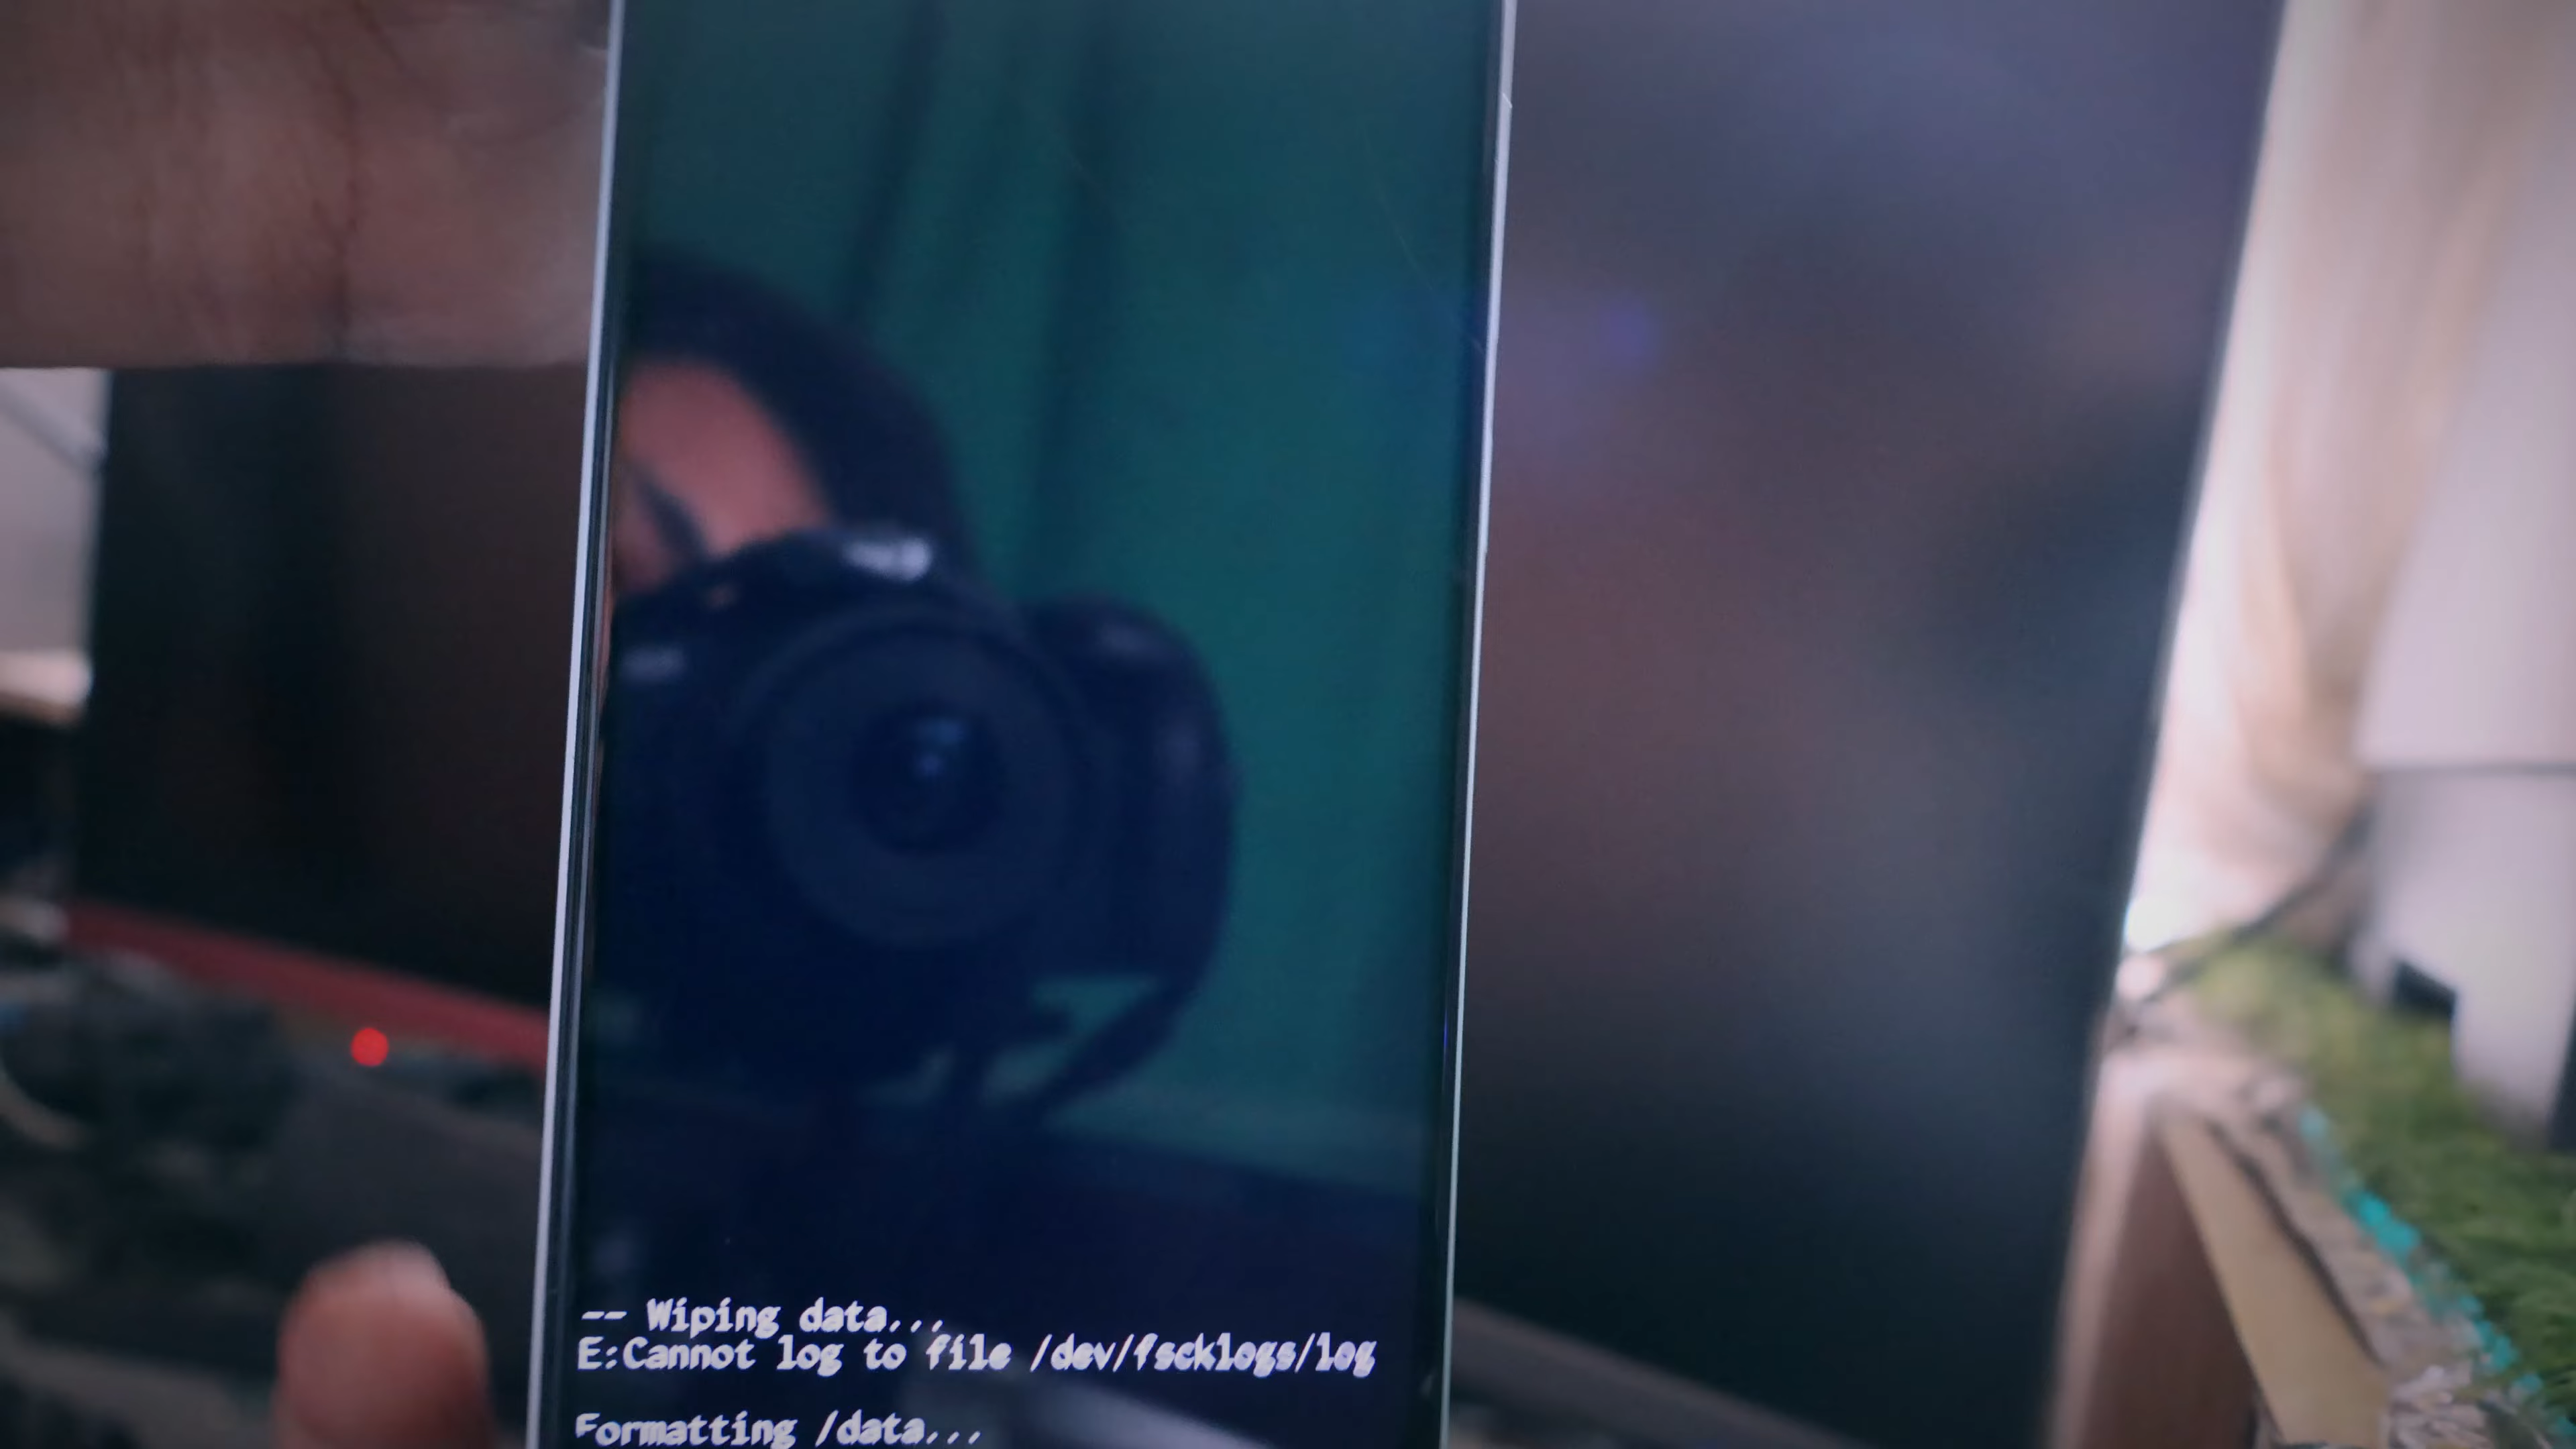 -- Wiping data...
E:Cannot log to file /dev/fscklogs/log
Formatting /data...